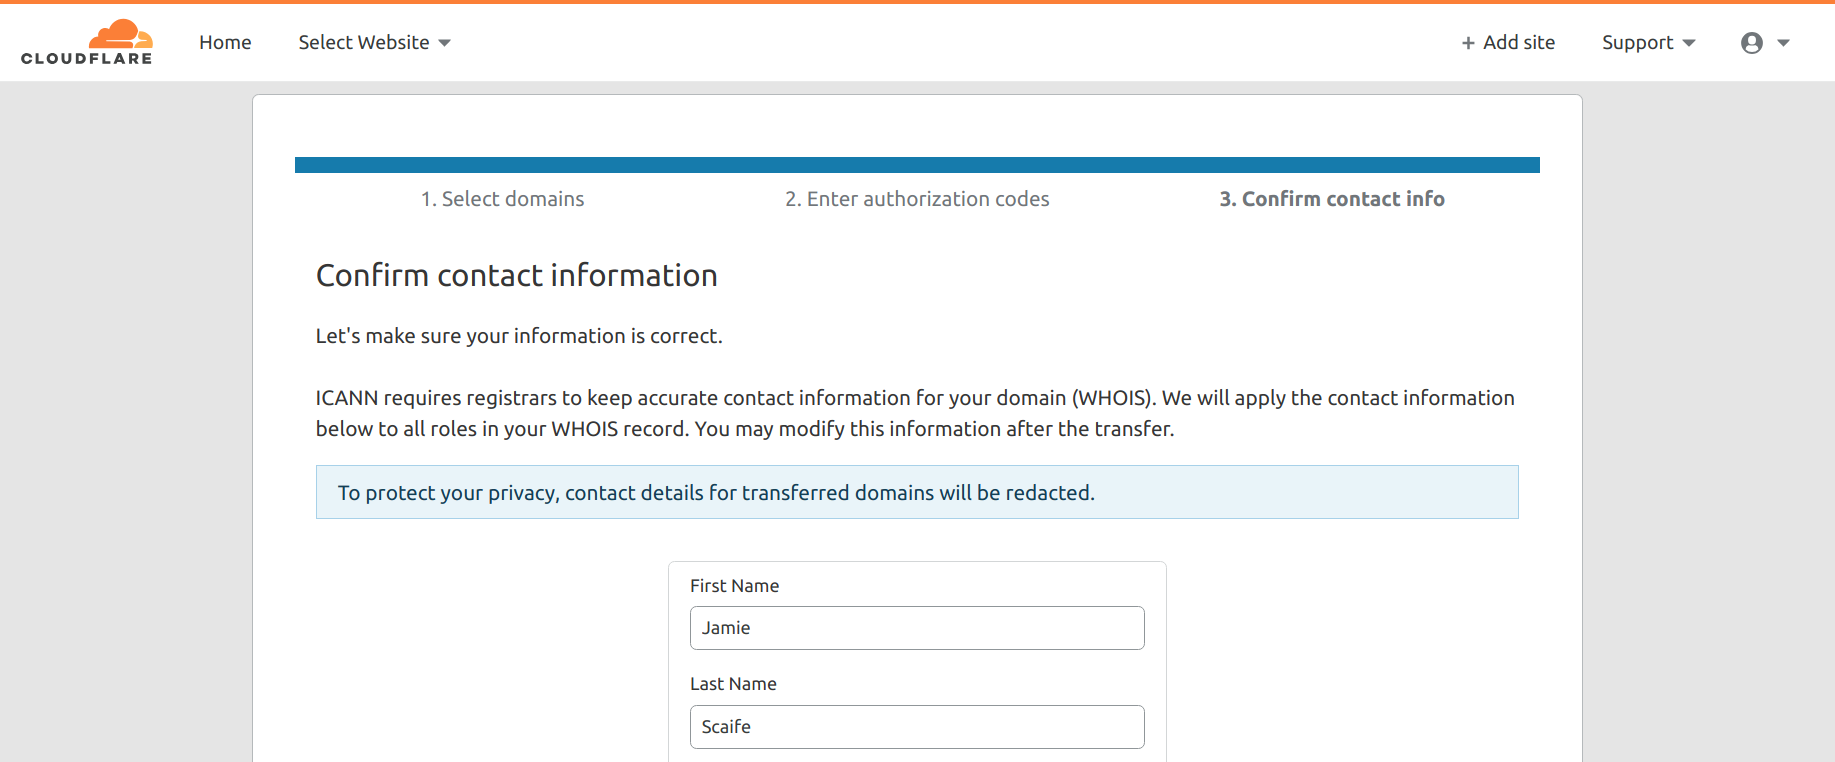 CLOUDFLARE
Home
Select Website
+ Add site
Support
1. Select domains
2. Enter authorization codes
3. Confirm contact info
Confirm contact information
Let's make sure your information is correct.
ICANN requires registrars to keep accurate contact information for your domain (WHOIS). We will apply the contact information
below to all roles in your WHOIS record. You may modify this information after the transfer.
To protect your privacy, contact details for transferred domains will be redacted.
First Name
Jamie
Last Name
Scaife